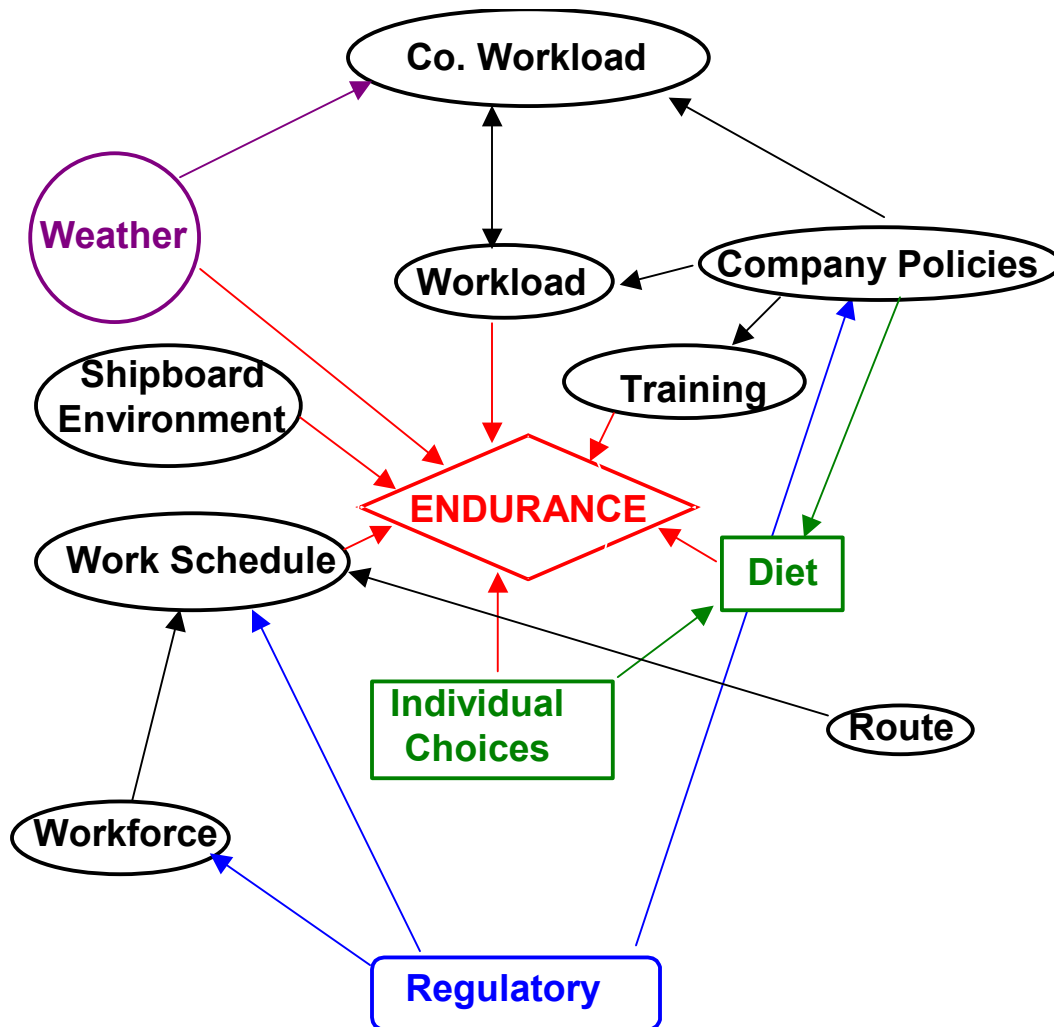 Co. Workload
Weather
Workload
Company Policies
Shipboard
Environment
Training
ENDURANCE
Work Schedule
Diet
Individual
Choices
Route
Workforce
Regulatory